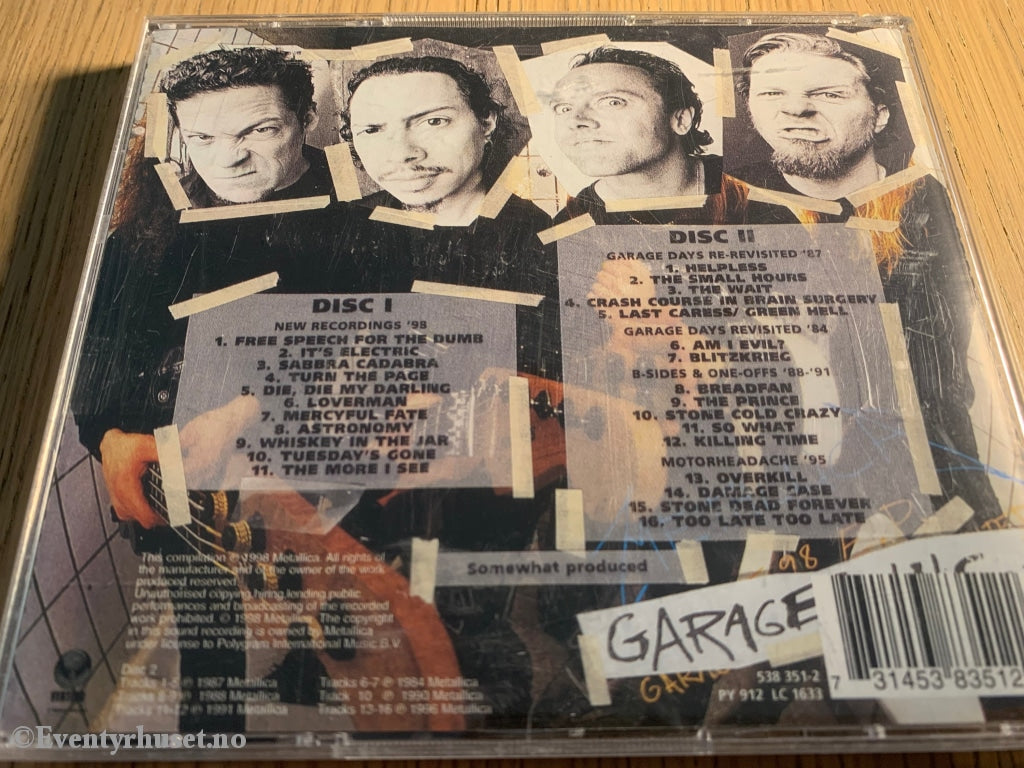 DISC I
NEW RECORDINGS '98
1. FREE SPEECH FOR THE DUMB
2. IT'S ELECTRIC
3. SABBRA CADABRA
4. TURN THE PAGE
5. DIE, DIE MY DARLING
6. LOVERMAN
7. MERCYFUL FATE
8. ASTRONOMY
9. WHISKEY IN THE JAR
10. TUESDAY'S GONE
11. THE MORE I SEE
DISC II
GARAGE DAYS RE-REVISITED '87
1. HELPLESS
2. THE SMALL HOURS
3. THE WAIT
4. CRASH COURSE IN BRAIN SURGERY
5. LAST CARESS/ GREEN HELL
GARAGE DAYS REVISITED '84
6. AM I EVIL?
7. BLITZKRIEG
B-SIDES & ONE-OFFS '88-'91
8. BREADFAN
9. THE PRINCE
10. STONE COLD CRAZY
11. SO WHAT
12. KILLING TIME
MOTORHEADACHE '95
13. OVERKILL
14. DAMAGE CASE
15. STONE DEAD FOREVER
16. TOO LATE TOO LATE
This compilation ℗ 1998 Metallica. All rights of
the manufacturer and of the owner of the work
produced reserved.
Unauthorised copying, hiring, lending, public
performances and broadcasting of the recorded
work prohibited. © 1998 Metallica. The copyright
in this sound recording is owned by Metallica
under license to Polygram International Music B.V.
Disc 2
Tracks 1-5 ℗ 1987 Metallica
Tracks 8-9 ℗ 1988 Metallica
Tracks 11-12 ℗ 1991 Metallica
Tracks 6-7 ℗ 1984 Metallica
Track 10 ℗ 1990 Metallica
Tracks 13-16 ℗ 1996 Metallica
Somewhat produced
'98
GARAGE
538 351-2
PY 912 LC 1633
7 31453 83512
VERTIGO
©Eventyrhuset.no